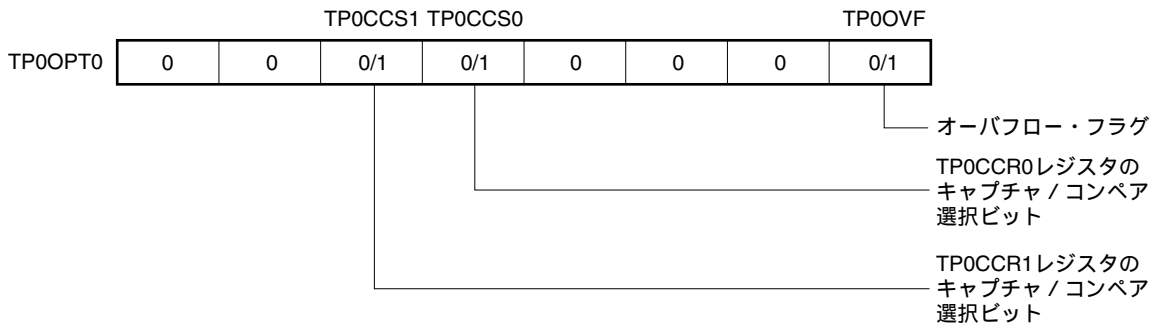 TP0CCS1 TP0CCS0 TP0OVF
TP0OPT0 0 0 0/1 0/1 0 0 0 0/1
オーバフロー・フラグ
TP0CCR0レジスタの
キャプチャ／コンペア
選択ビット
TP0CCR1レジスタの
キャプチャ／コンペア
選択ビット